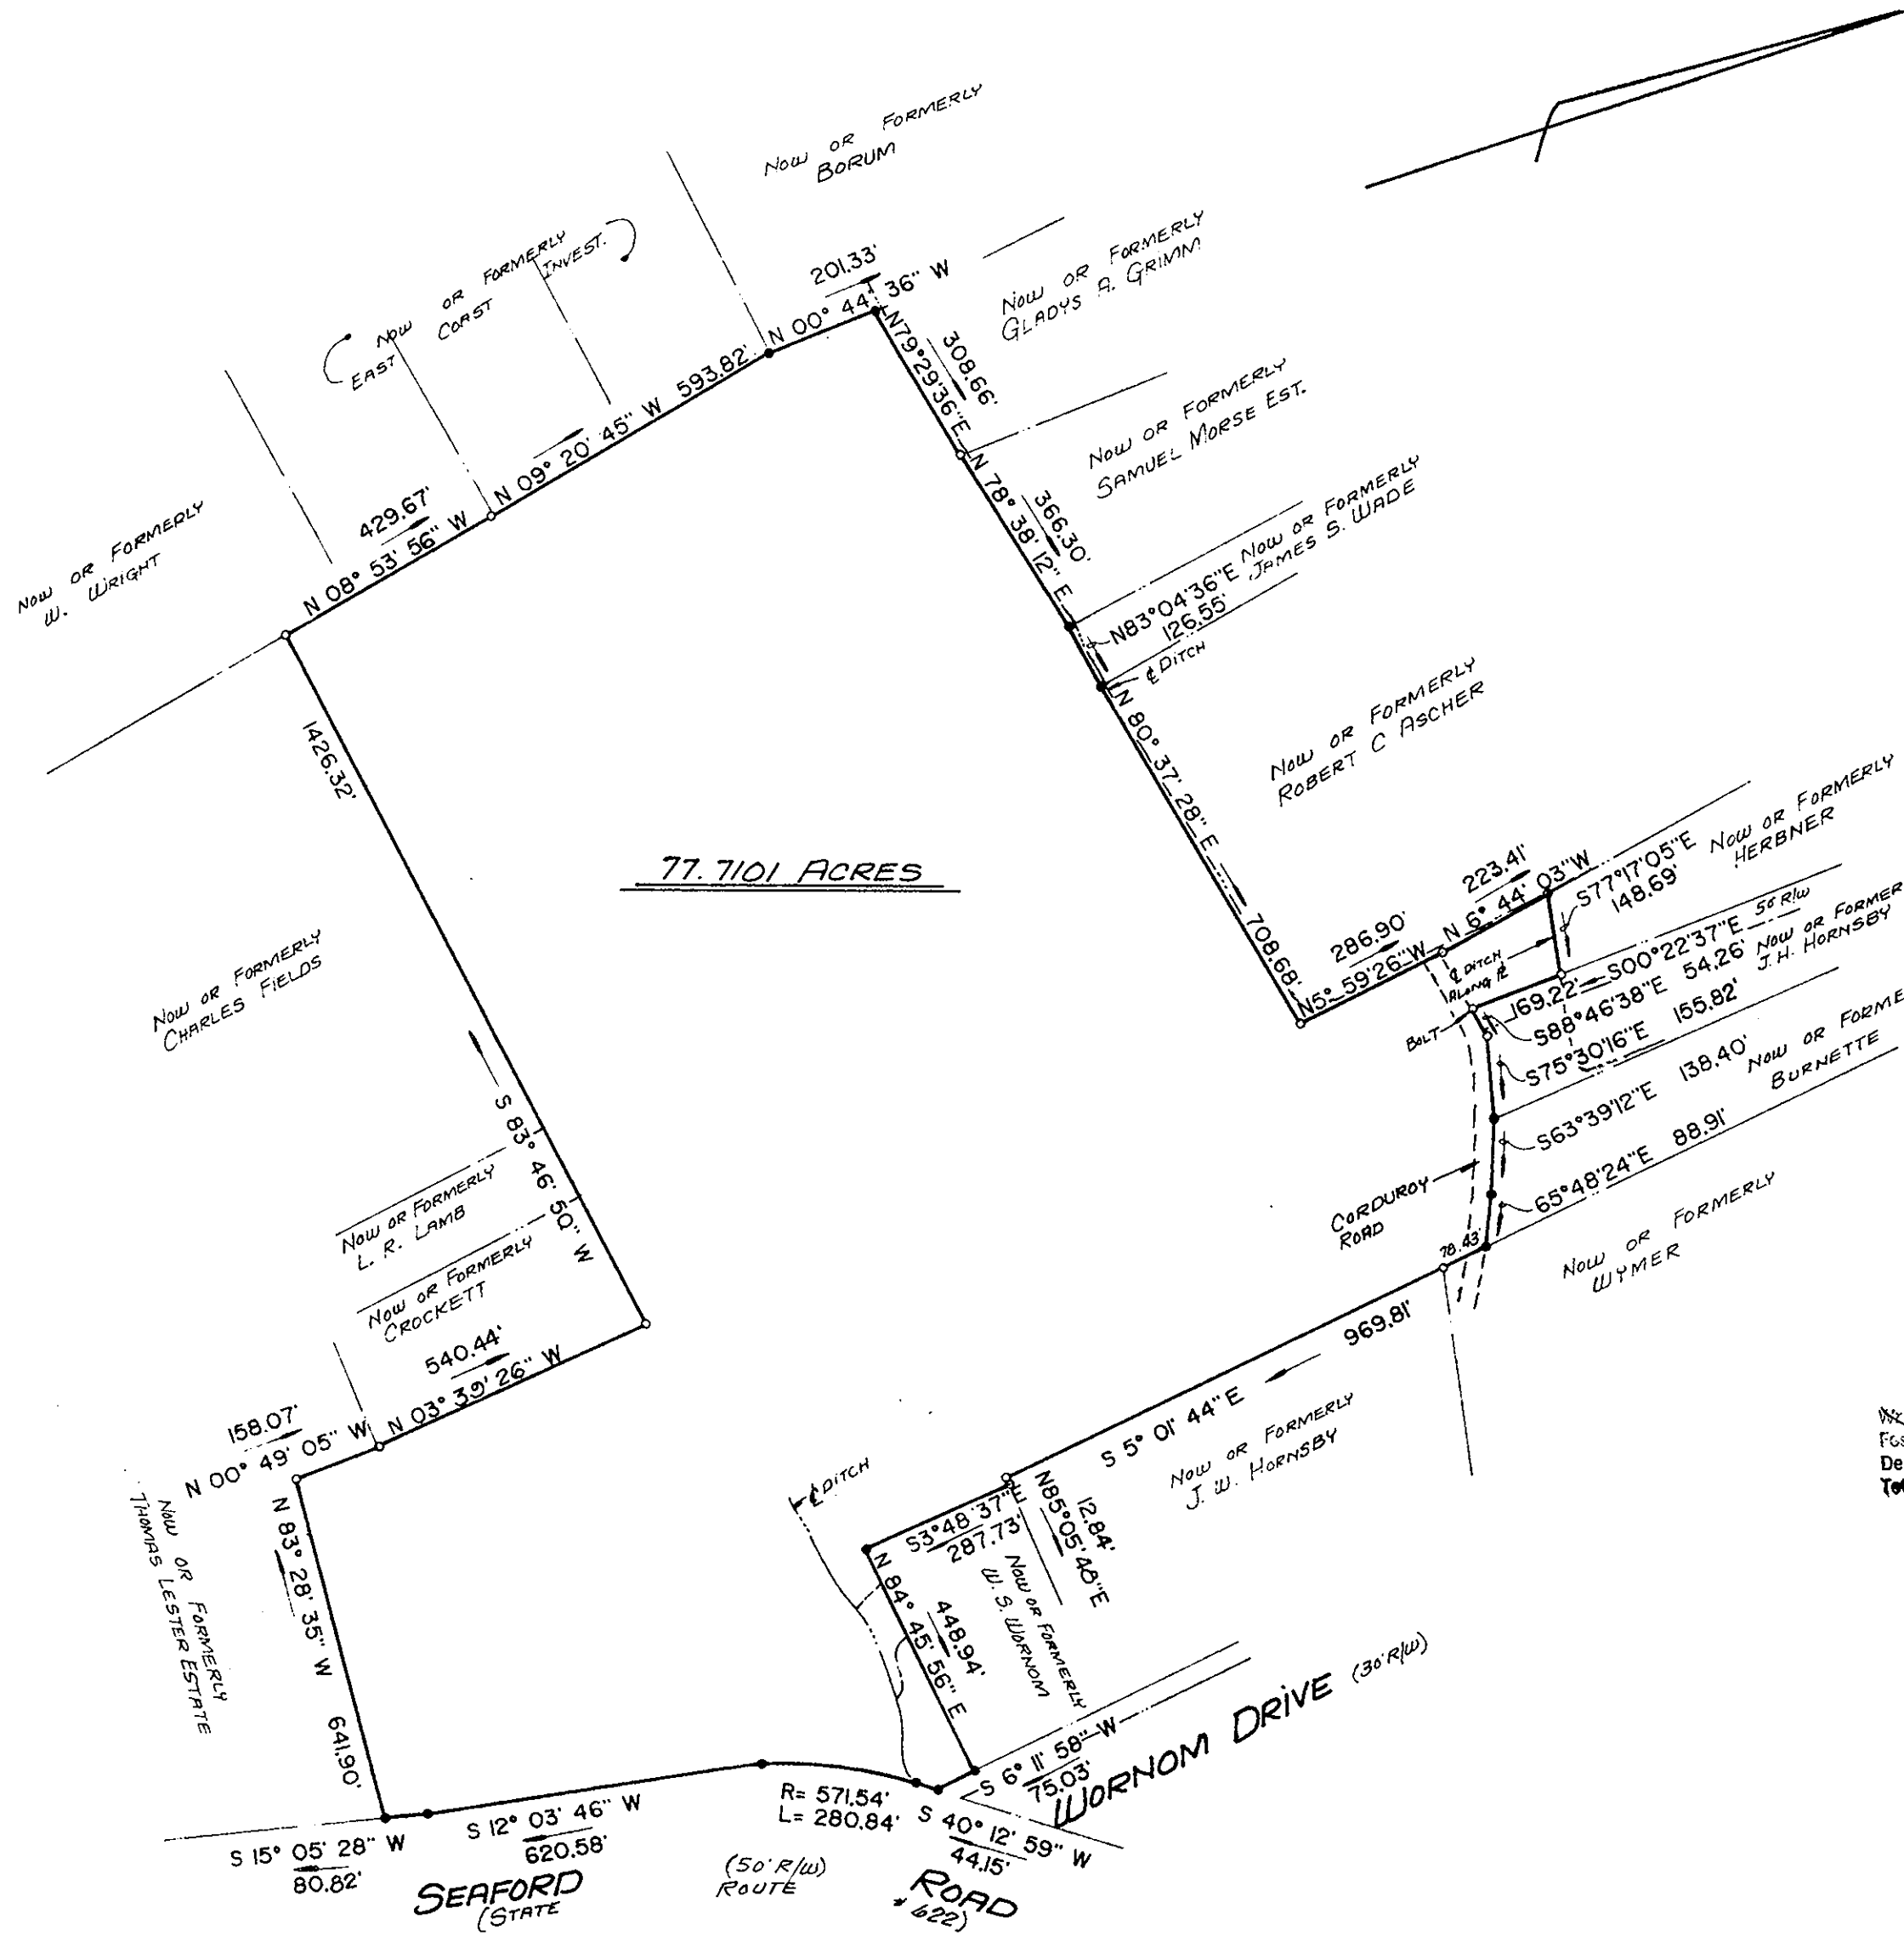 NOW OR FORMERLY
BORUM
NOW OR FORMERLY
EAST COAST INVEST.
201.33'
N 00° 44' 36" W
NOW OR FORMERLY
GLADYS A. GRIMM
308.66'
N79°29'36"E
NOW OR FORMERLY
SAMUEL MORSE EST.
366.30'
N 78° 38' 12" E
NOW OR FORMERLY
JAMES S. WADE
N83°04'36"E
126.55'
℄ DITCH
593.82'
N 09° 20' 45" W
429.67'
N 08° 53' 56" W
NOW OR FORMERLY
W. WRIGHT
NOW OR FORMERLY
ROBERT C ASCHER
N 80° 37' 28" E
708.68'
1426.32'
S 83° 46' 50" W
77.7101 ACRES
NOW OR FORMERLY
HERBNER
223.41'
N 6° 44' 03" W
S77°17'05"E
148.69'
286.90'
N5° 59'26"W
℄ DITCH
ALONG ℄
50' R/W
S00°22'37"E
169.22'
BOLT
S88°46'38"E 54.26'
NOW OR FORMER
J.H. HORNSBY
S75°30'16"E 155.82'
S63°39'12"E 138.40'
NOW OR FORME
BURNETTE
65°48'24"E 88.91'
CORDUROY
ROAD
78.43'
NOW OR FORMERLY
WYMER
NOW OR FORMERLY
CHARLES FIELDS
NOW OR FORMERLY
L. R. LAMB
NOW OR FORMERLY
CROCKETT
540.44'
N 03° 39' 26" W
158.07'
N 00° 49' 05" W
969.81'
S 5° 01' 44" E
NOW OR FORMERLY
J. W. HORNSBY
12.84'
N85°05'48"E
S3°48'37"E
287.73'
℄ DITCH
NOW OR FORMERLY
W. S. WORNOM
448.94'
N 84° 45' 56" E
NOW OR FORMERLY
THOMAS LESTER ESTATE
N 83° 28' 35" W
641.90'
S 6° 11' 58" W
75.03'
WORNOM DRIVE (30' R/W)
R= 571.54'
L= 280.84'
S 40° 12' 59" W
44.15'
S 12° 03' 46" W
620.58'
S 15° 05' 28" W
80.82'
SEAFORD ROAD
(50' R/W)
(STATE ROUTE # 622)
De